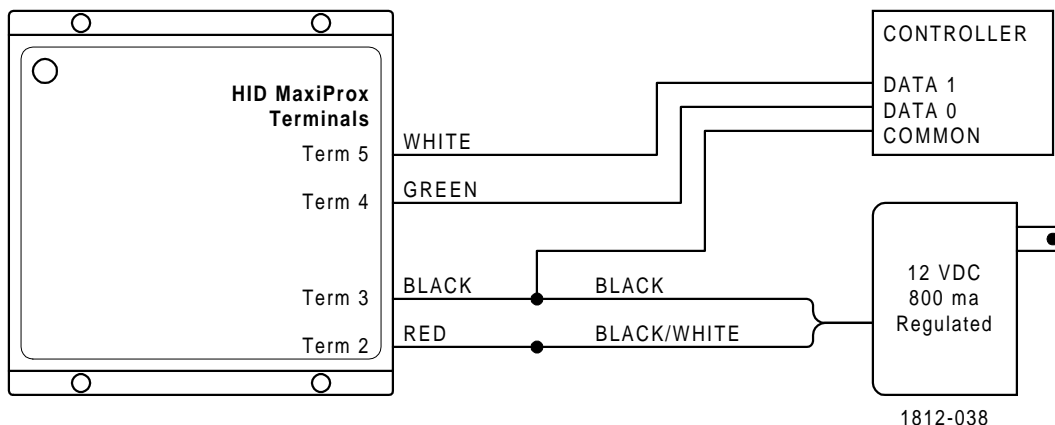 CONTROLLER
HID MaxiProx
Terminals
DATA 1
DATA 0
COMMON
WHITE
Term 5
GREEN
Term 4
BLACK
BLACK
Term 3
RED
BLACK/WHITE
Term 2
12 VDC
800 ma
Regulated
1812-038